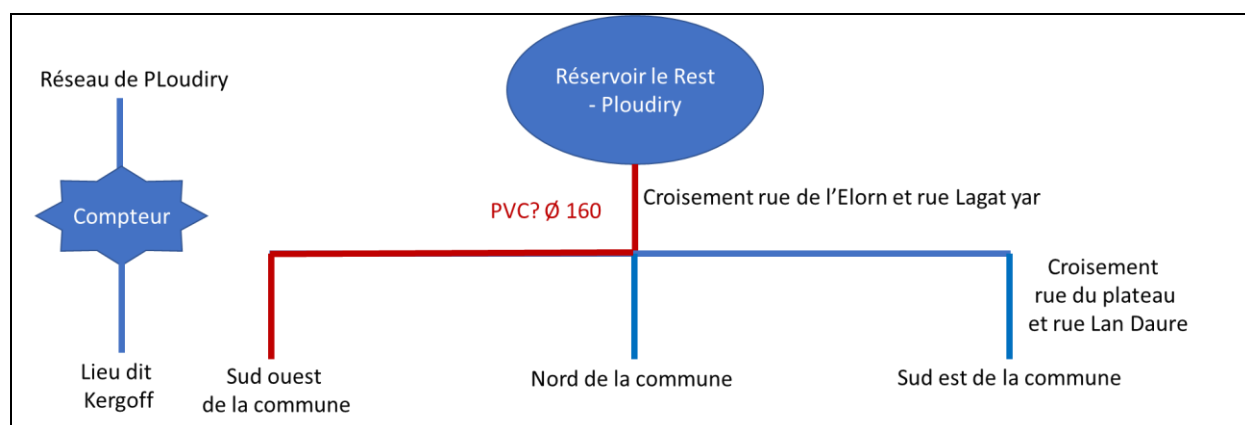 Réseau de PLoudiry
Compteur
Lieu dit
Kergoff
Réservoir le Rest
- Ploudiry
PVC? Ø 160
Croisement rue de l’Elorn et rue Lagat yar
Croisement
rue du plateau
et rue Lan Daure
Sud ouest
de la commune
Nord de la commune
Sud est de la commune